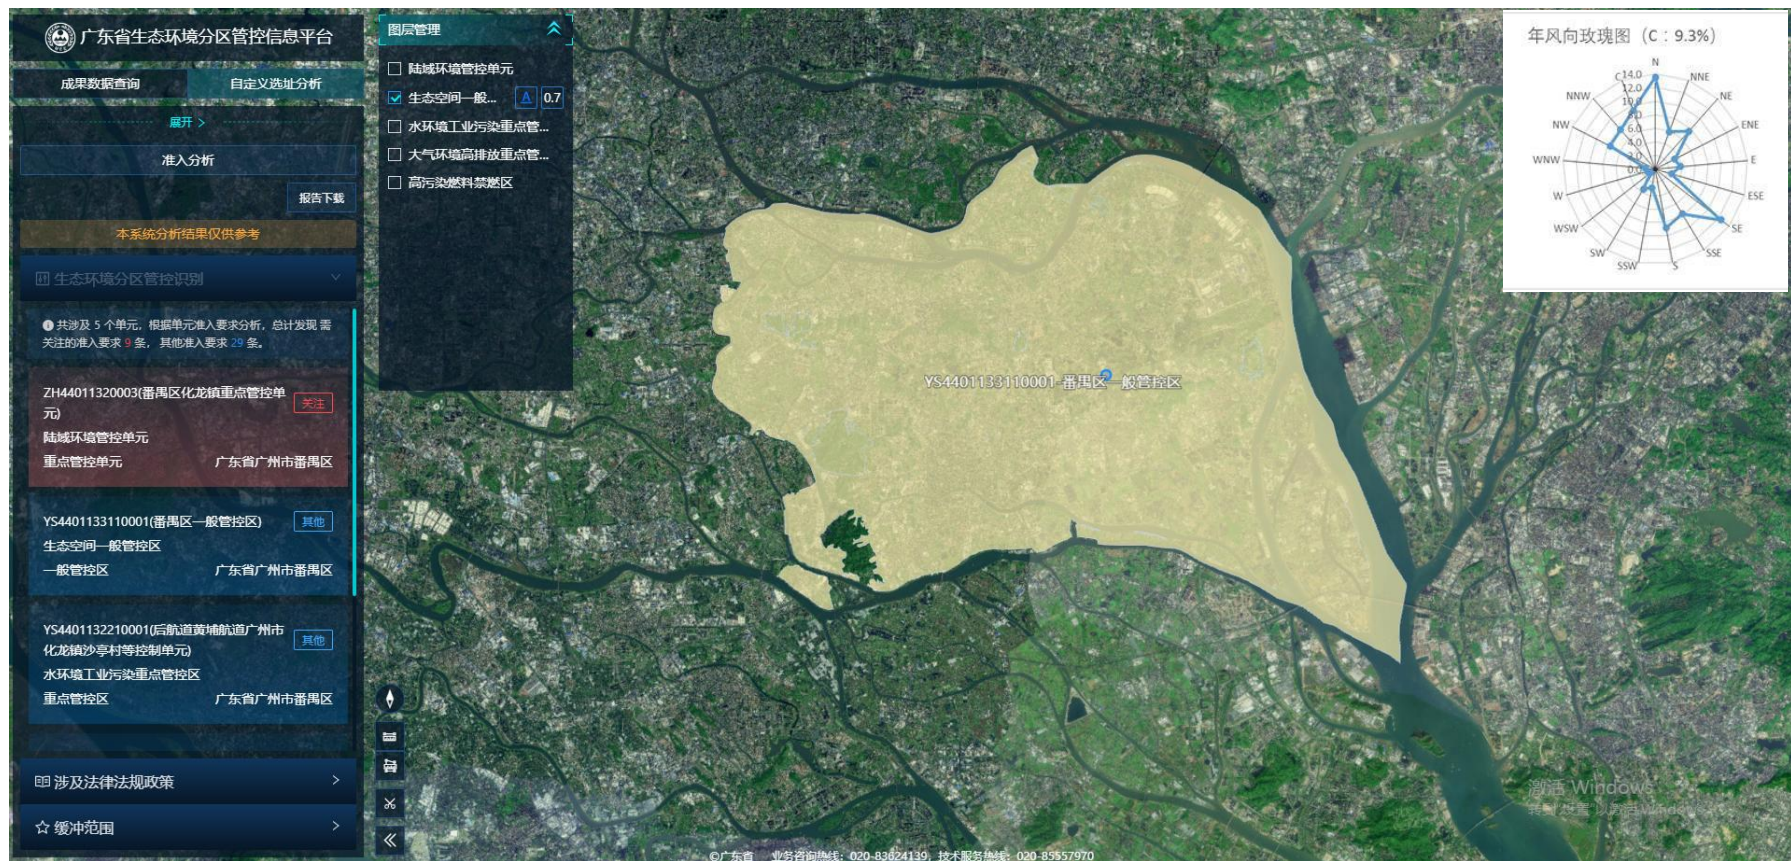 广东省生态环境分区管控信息平台
成果数据查询
自定义选址分析
展开 >
准入分析
报告下载
本系统分析结果仅供参考
生态环境分区管控识别
共涉及 5 个单元，根据单元准入要求分析，总计发现 需
关注的准入要求 9 条， 其他准入要求 29 条。
ZH44011320003(番禺区化龙镇重点管控单
元)
关注
陆域环境管控单元
重点管控单元
广东省广州市番禺区
YS4401133110001(番禺区一般管控区)
其他
生态空间一般管控区
一般管控区
广东省广州市番禺区
YS4401132210001(后航道黄埔航道广州市
化龙镇沙亭村等控制单元)
其他
水环境工业污染重点管控区
重点管控区
广东省广州市番禺区
涉及法律法规政策
缓冲范围
图层管理
陆域环境管控单元
生态空间一般...
A
0.7
水环境工业污染重点管...
大气环境高排放重点管...
高污染燃料禁燃区
YS4401133110001-番禺区一般管控区
年风向玫瑰图（C：9.3%）
N
NNE
NE
ENE
E
ESE
SE
SSE
S
SSW
SW
WSW
W
WNW
NW
NNW
C
14.0
12.0
10.0
8.0
6.0
4.0
2.0
0.0
激活 Windows
©广东省 业务咨询热线：020-83624139，技术服务热线：020-85557970